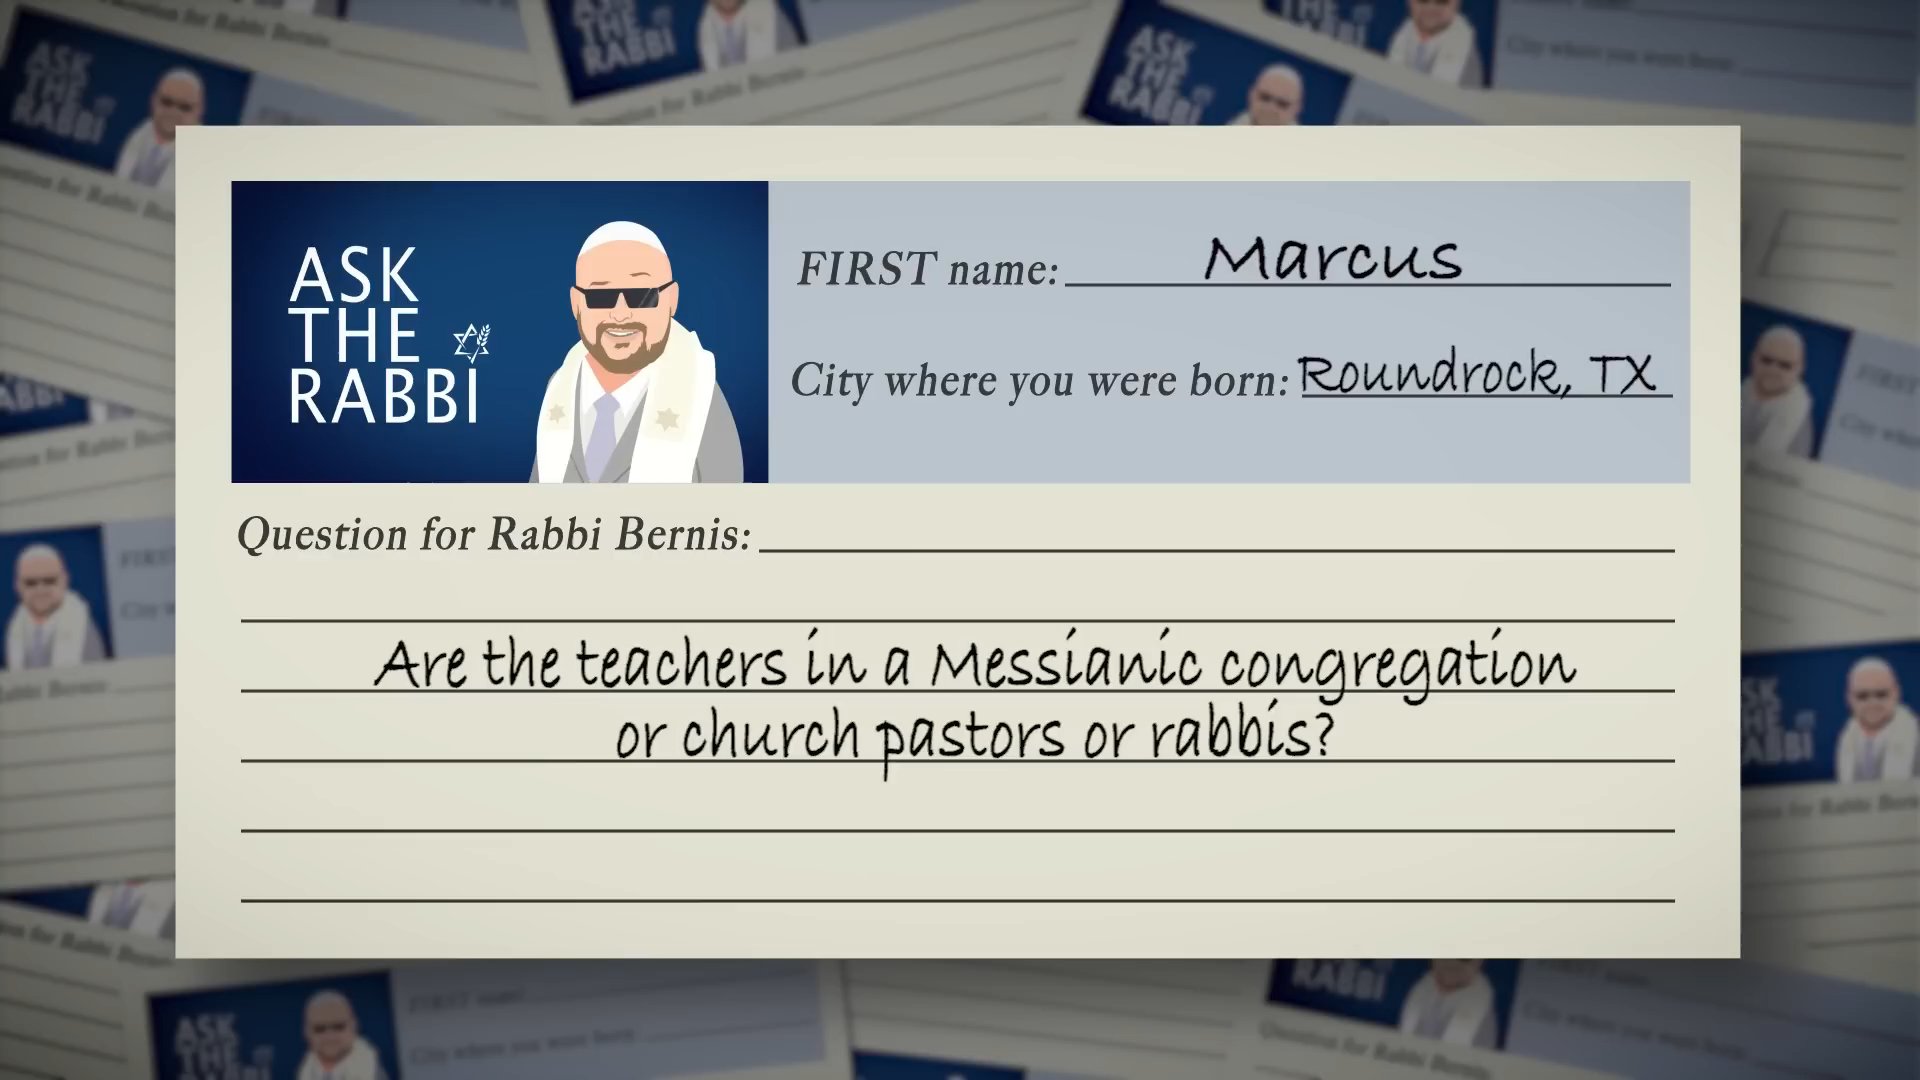 ASK
THE
RABBI
FIRST name: Marcus
City where you were born: Roundrock, TX
Question for Rabbi Bernis:
Are the teachers in a Messianic congregation
or church pastors or rabbis?